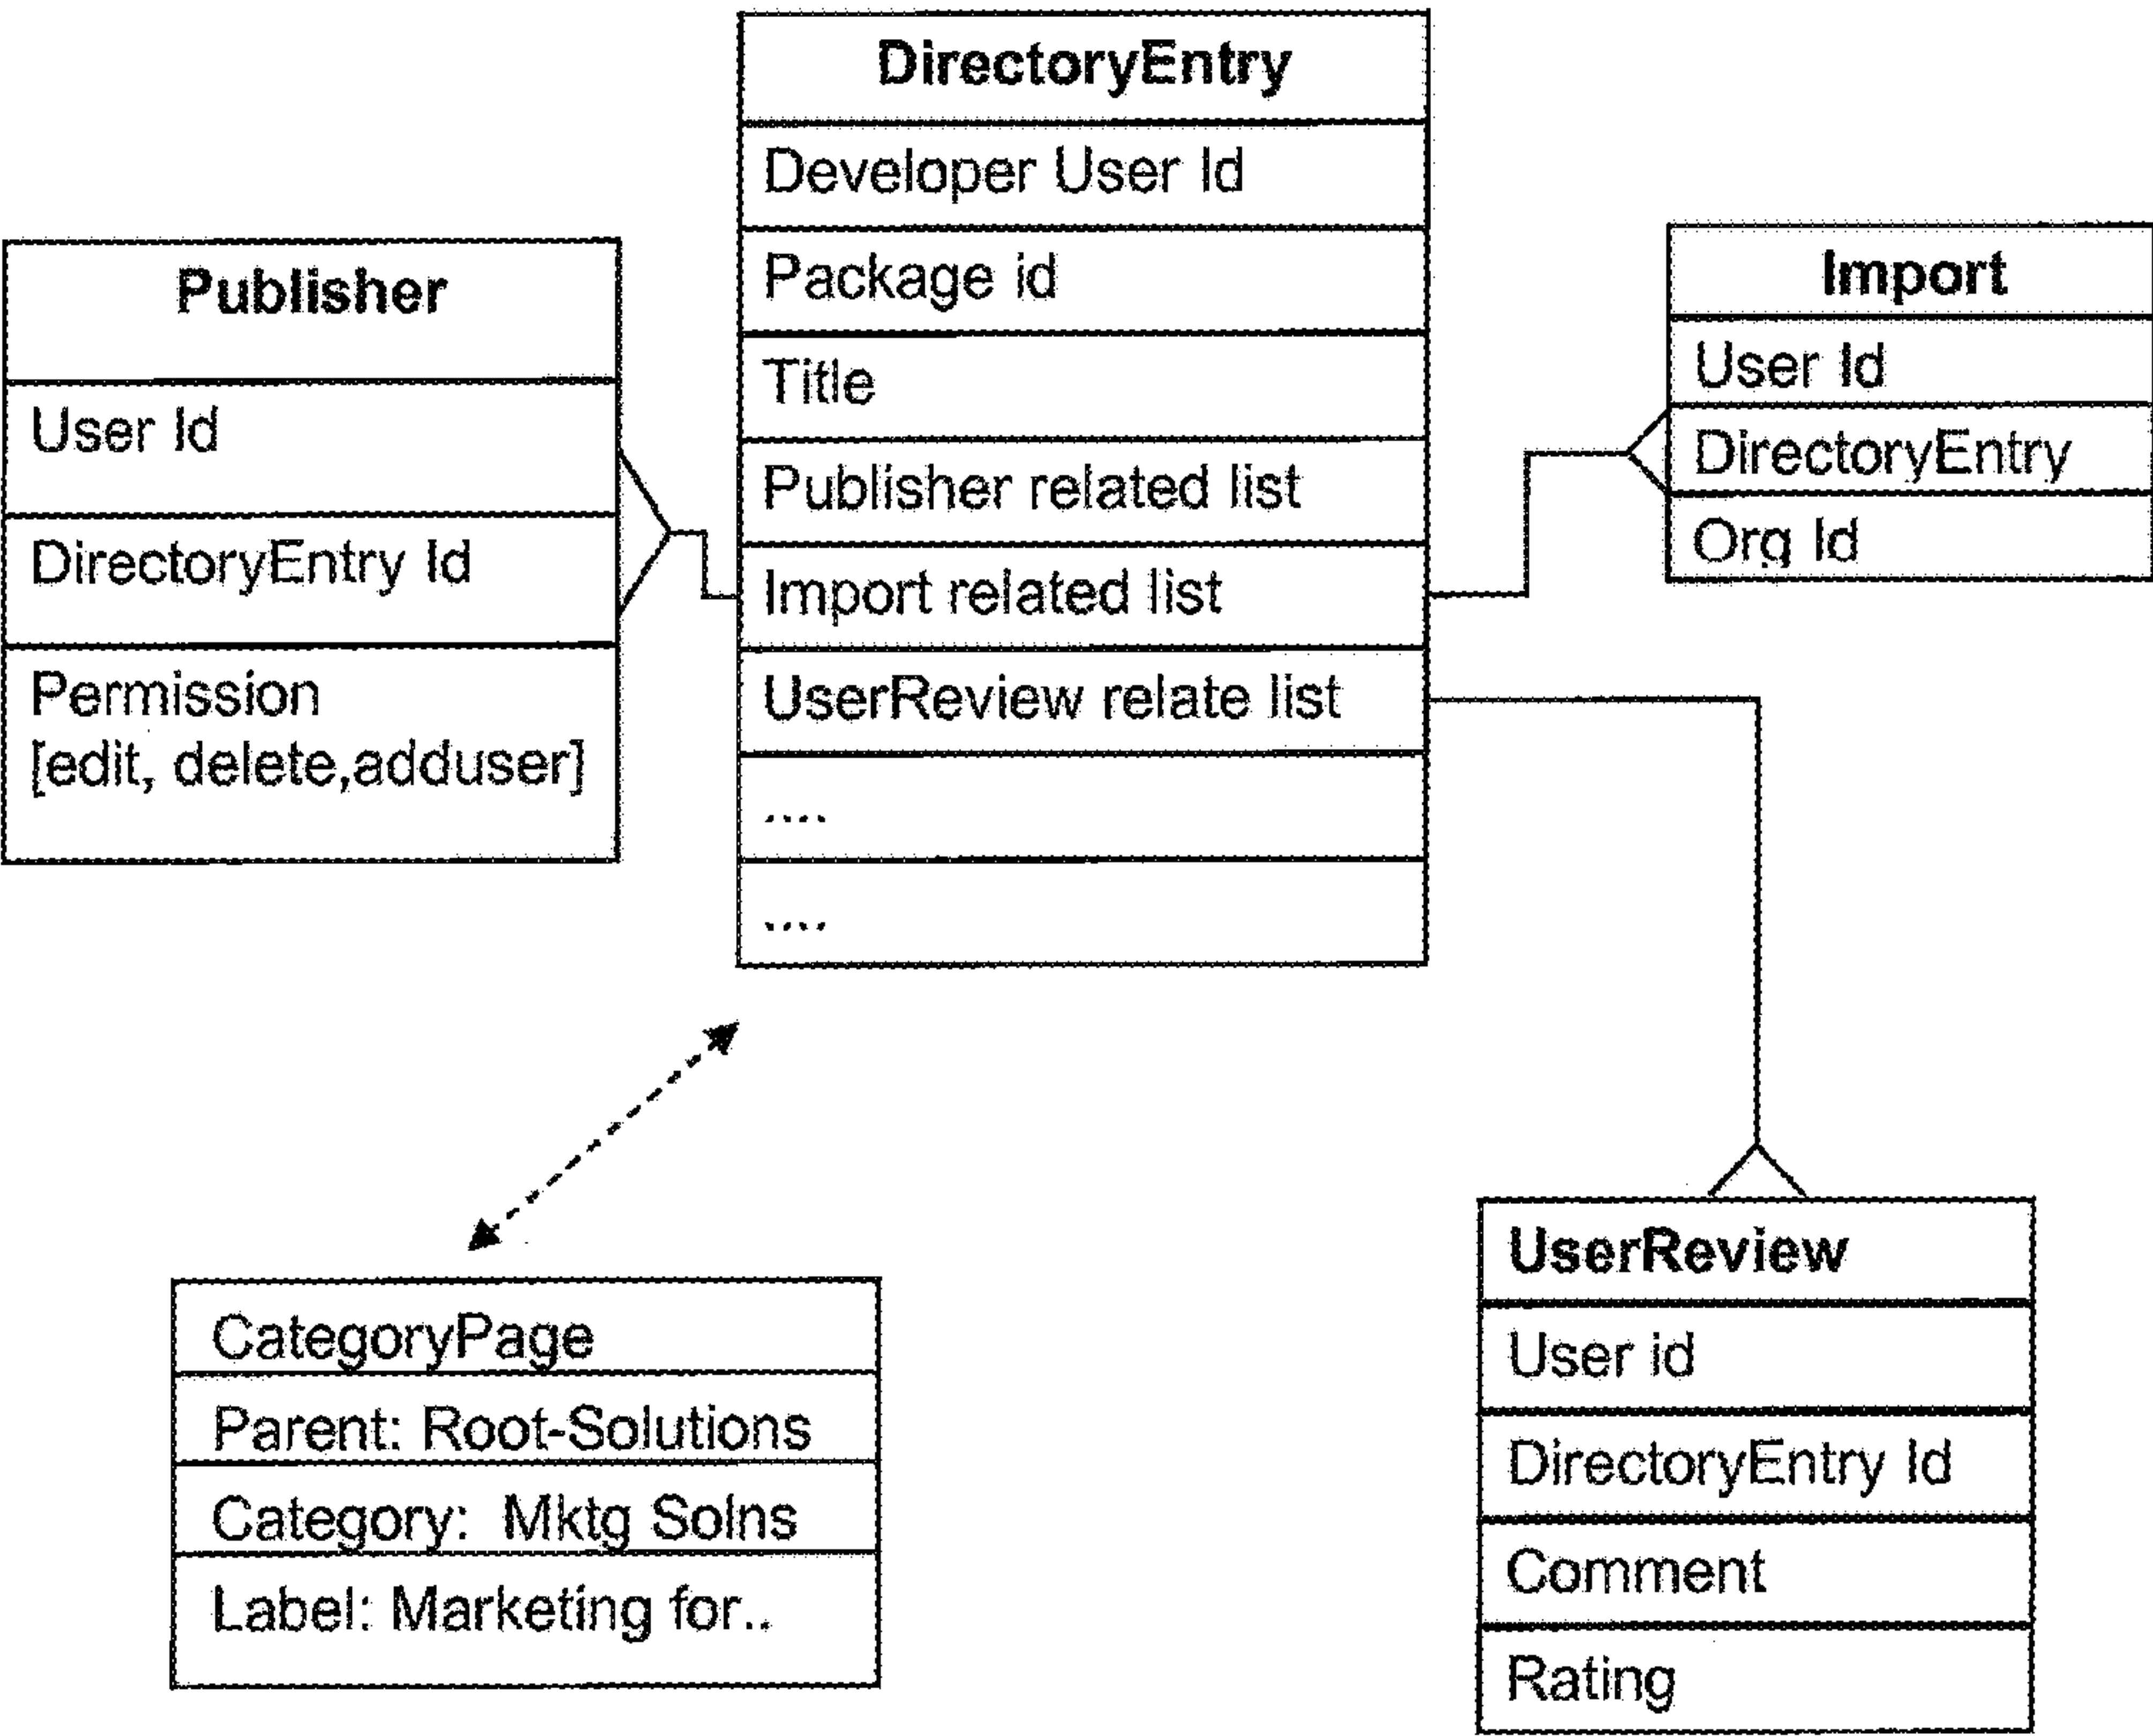 DirectoryEntry
Developer User Id
Package id
Title
Publisher related list
Import related list
UserReview relate list
....
....
Publisher
User Id
DirectoryEntry Id
Permission
[edit, delete,adduser]
Import
User Id
DirectoryEntry
Org Id
CategoryPage
Parent: Root-Solutions
Category: Mktg Solns
Label: Marketing for..
UserReview
User id
DirectoryEntry Id
Comment
Rating